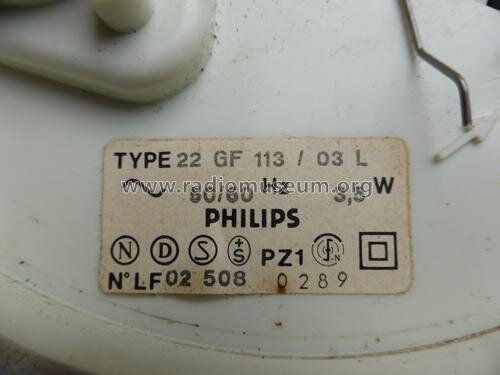 TYPE 22 GF 113 / 03 L
50/60 Hz 3,5 W
© www.radiomuseum.org
PHILIPS
N D S +S PZ1 SN
N° LF 02 508 0289